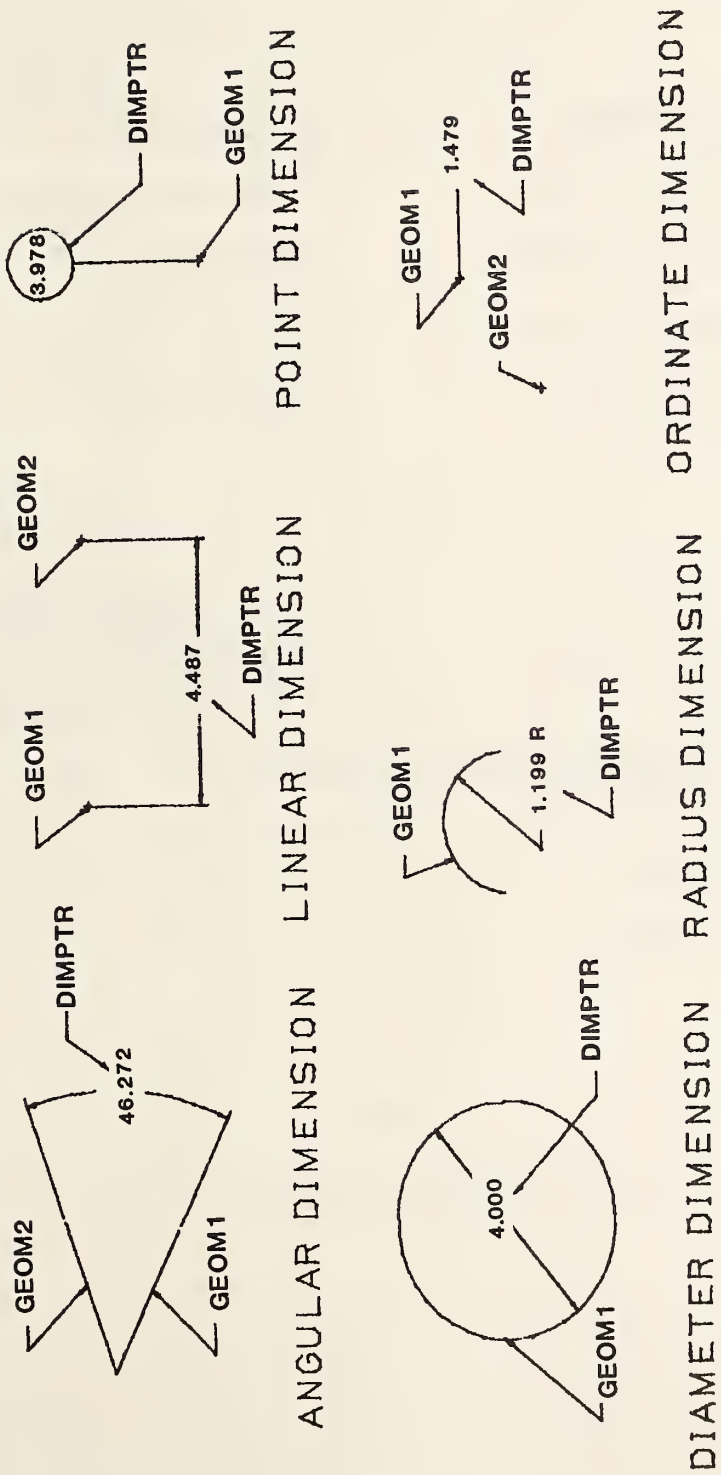 GEOM2
DIMPTR
46.272
GEOM1
ANGULAR DIMENSION
GEOM1
GEOM2
4.487
DIMPTR
LINEAR DIMENSION
3.978
DIMPTR
GEOM1
POINT DIMENSION
4.000
DIMPTR
GEOM1
DIAMETER DIMENSION
GEOM1
1.199 R
DIMPTR
RADIUS DIMENSION
GEOM1
1.479
GEOM2
DIMPTR
ORDINATE DIMENSION